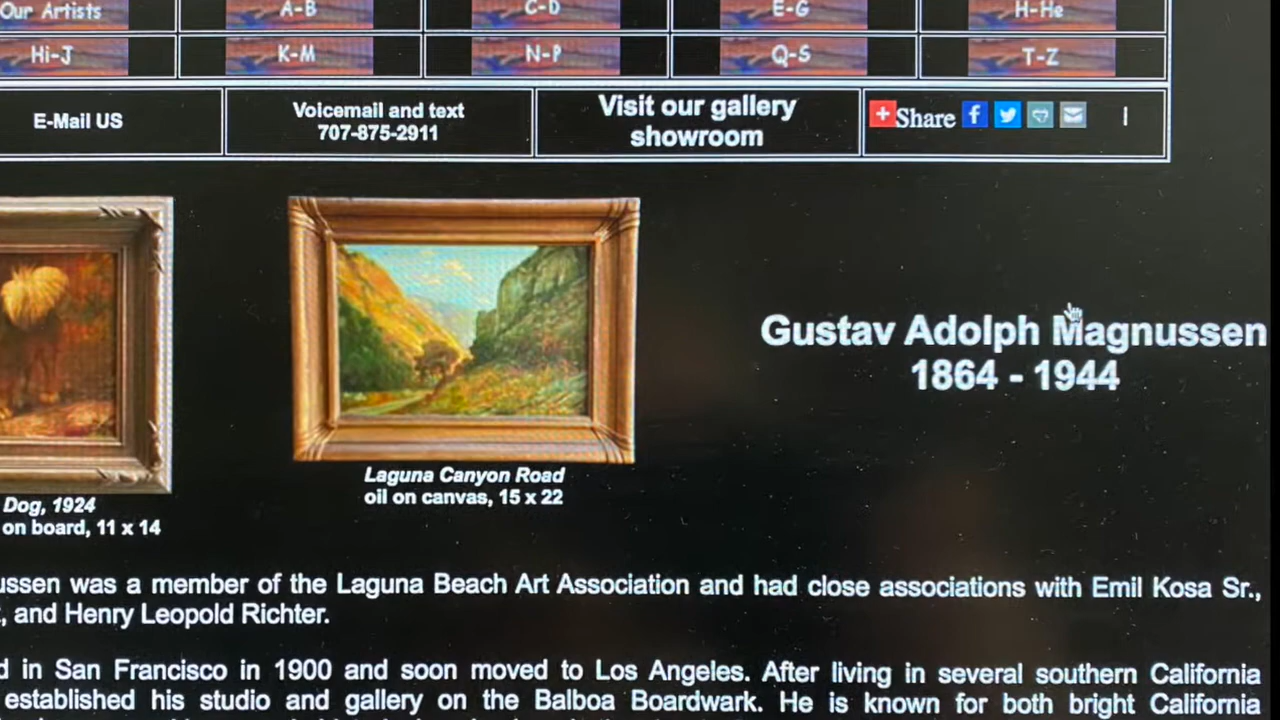 Our Artists A-B C-D E-G H-He
Hi-J K-M N-P Q-S T-Z
E-Mail US
Voicemail and text
707-875-2911
Visit our gallery
showroom
Share
Gustav Adolph Magnussen
1864 - 1944
Laguna Canyon Road
oil on canvas, 15 x 22
Dog, 1924
on board, 11 x 14
ussen was a member of the Laguna Beach Art Association and had close associations with Emil Kosa Sr.,
, and Henry Leopold Richter.
d in San Francisco in 1900 and soon moved to Los Angeles. After living in several southern California
established his studio and gallery on the Balboa Boardwark. He is known for both bright California